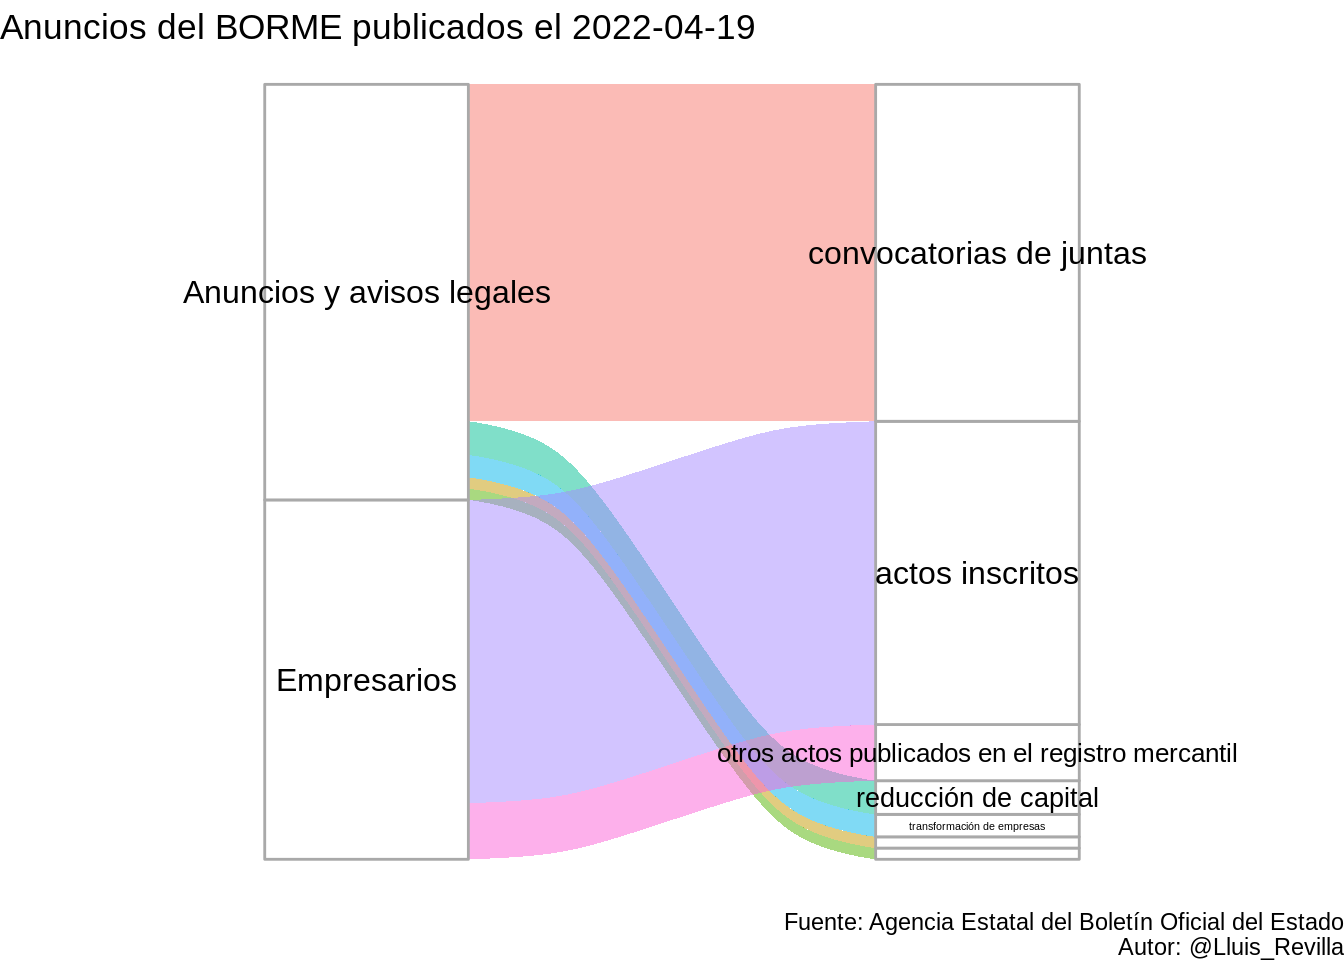 Anuncios del BORME publicados el 2022-04-19
convocatorias de juntas
Anuncios y avisos legales
actos inscritos
Empresarios
otros actos publicados en el registro mercantil
reducción de capital
transformación de empresas
Fuente: Agencia Estatal del Boletín Oficial del Estado
Autor: @Lluis_Revilla